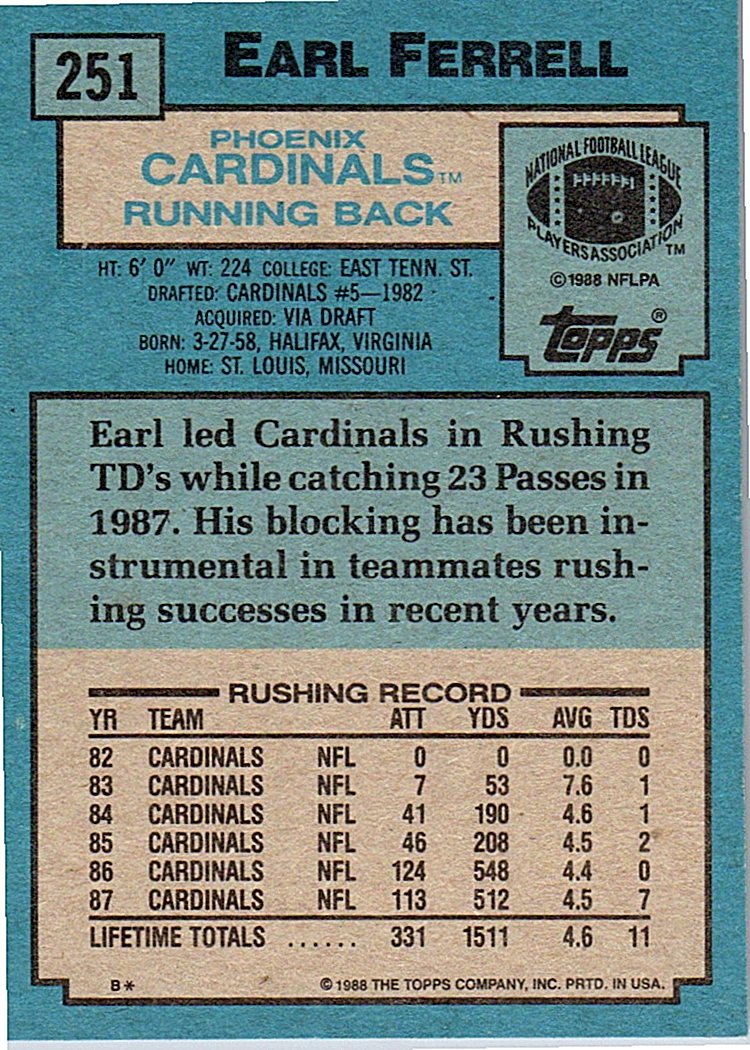 251
EARL FERRELL
PHOENIX
CARDINALS™
RUNNING BACK
NATIONAL FOOTBALL LEAGUE
PLAYERS ASSOCIATION™
©1988 NFLPA
topps®
HT: 6' 0" WT: 224 COLLEGE: EAST TENN. ST.
DRAFTED: CARDINALS #5—1982
ACQUIRED: VIA DRAFT
BORN: 3-27-58, HALIFAX, VIRGINIA
HOME: ST. LOUIS, MISSOURI
Earl led Cardinals in Rushing
TD's while catching 23 Passes in
1987. His blocking has been in-
strumental in teammates rush-
ing successes in recent years.
RUSHING RECORD
YR TEAM ATT YDS AVG TDS
82 CARDINALS NFL 0 0 0.0 0
83 CARDINALS NFL 7 53 7.6 1
84 CARDINALS NFL 41 190 4.6 1
85 CARDINALS NFL 46 208 4.5 2
86 CARDINALS NFL 124 548 4.4 0
87 CARDINALS NFL 113 512 4.5 7
LIFETIME TOTALS ...... 331 1511 4.6 11
B* ©1988 THE TOPPS COMPANY, INC. PRTD. IN USA.